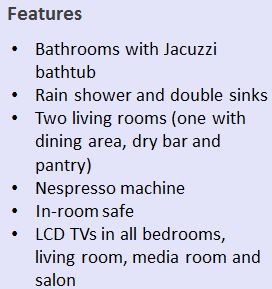 Features
• Bathrooms with Jacuzzi
bathtub
• Rain shower and double sinks
• Two living rooms (one with
dining area, dry bar and
pantry)
• Nespresso machine
• In-room safe
• LCD TVs in all bedrooms,
living room, media room and
salon